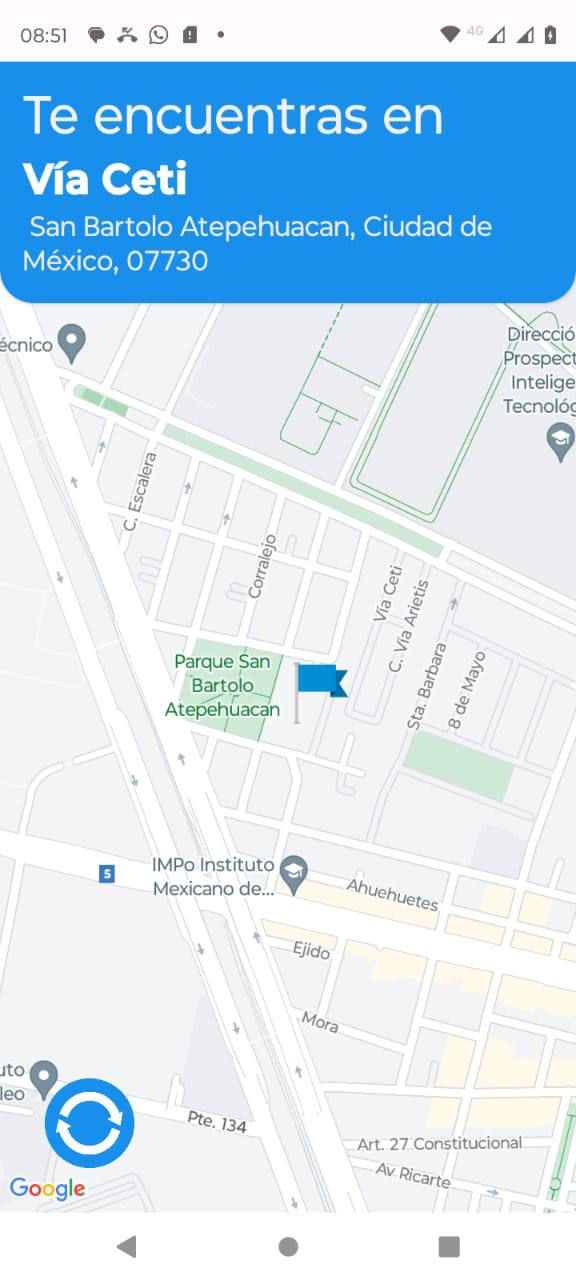 08:51
4G
Te encuentras en
Vía Ceti
San Bartolo Atepehuacan, Ciudad de
México, 07730
écnico
Direcció
Prospect
Intelige
Tecnológ
C. Escalera
Corralejo
Vía Ceti
C. Vía Arietis
Sta. Barbara
8 de Mayo
Parque San
Bartolo
Atepehuacan
5
IMPo Instituto
Mexicano de...
Ahuehuetes
Ejido
Mora
uto
leo
Pte. 134
Art. 27 Constitucional
Av Ricarte
Google